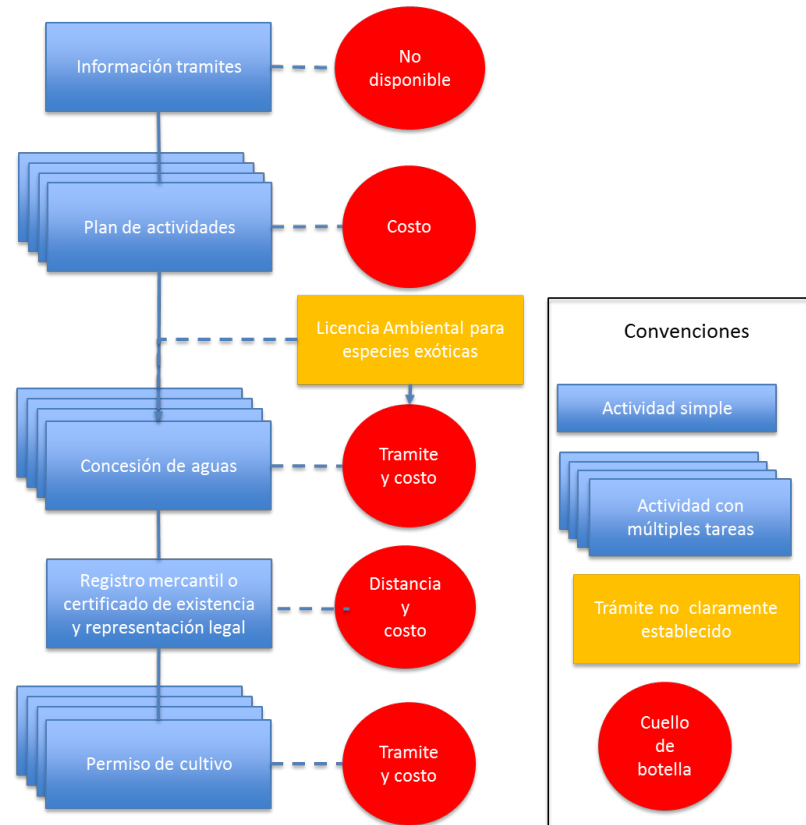 Información tramites
No
disponible
Plan de actividades
Costo
Licencia Ambiental para
especies exóticas
Concesión de aguas
Tramite
y costo
Registro mercantil o
certificado de existencia
y representación legal
Distancia
y
costo
Permiso de cultivo
Tramite
y costo
Convenciones
Actividad simple
Actividad con
múltiples tareas
Trámite no claramente
establecido
Cuello
de
botella